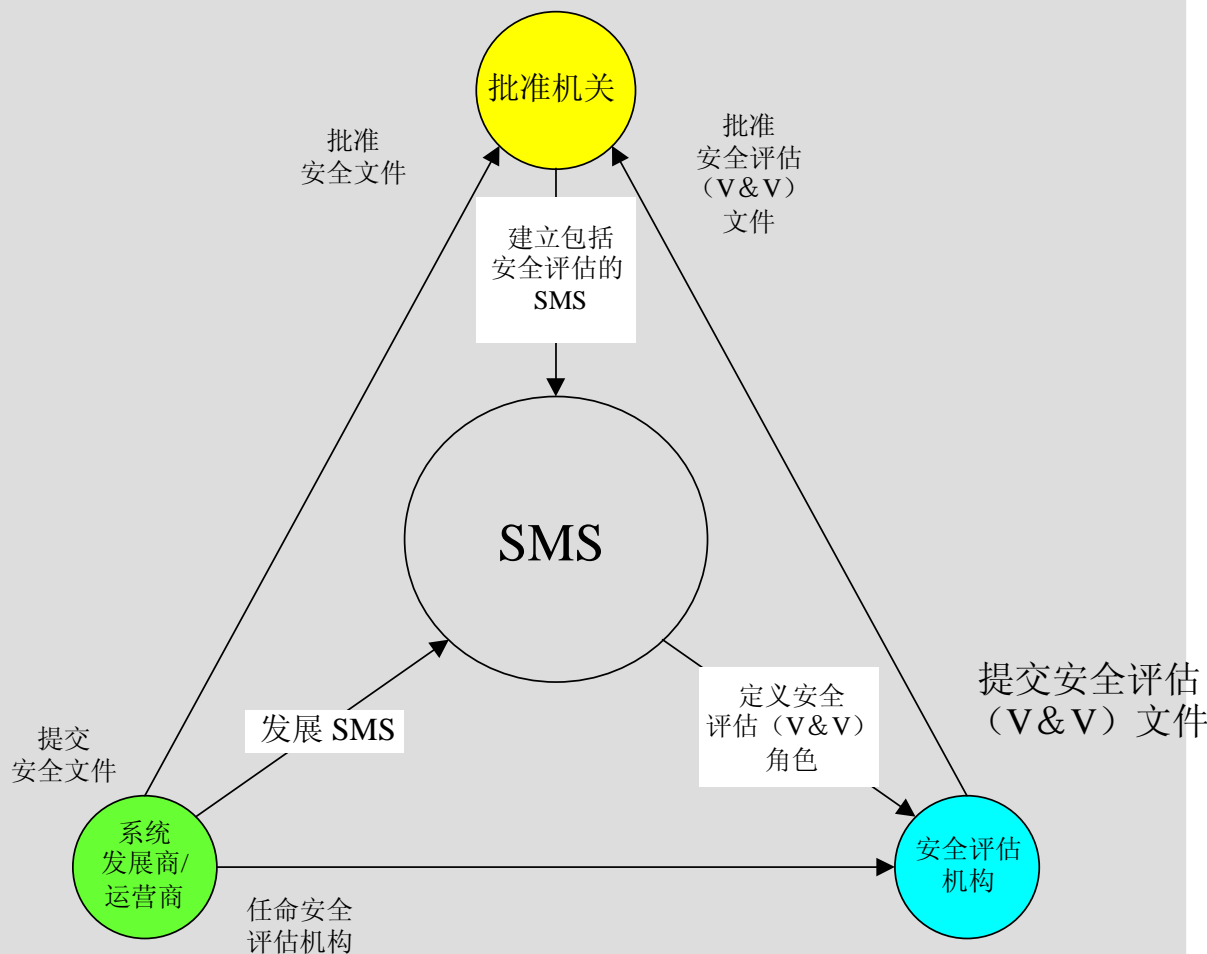 批准机关
批准
安全文件
批准
安全评估
（V＆V）
文件
建立包括
安全评估的
SMS
SMS
提交安全评估
（V＆V）文件
定义安全
评估（V＆V）
角色
发展 SMS
提交
安全文件
系统
发展商/
运营商
安全评估
机构
任命安全
评估机构